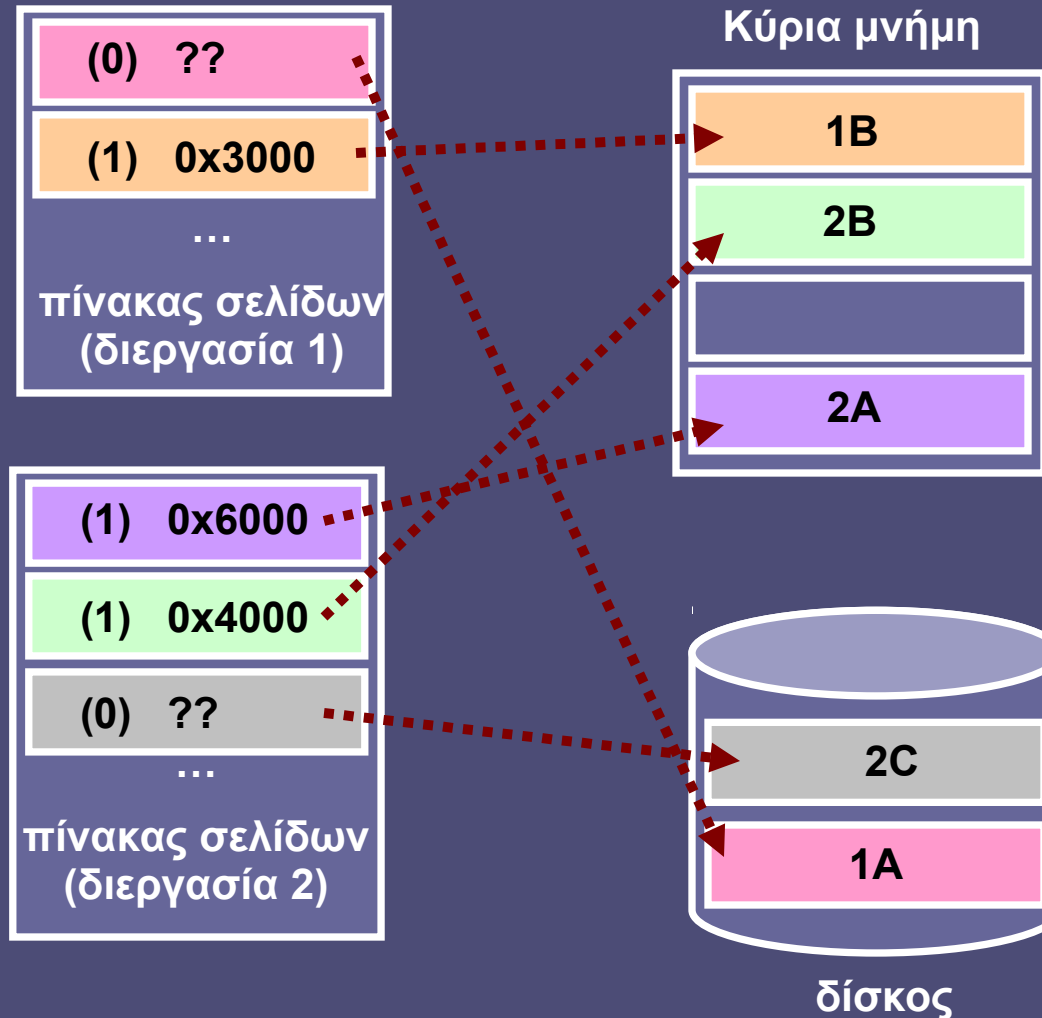 (0) ??
(1) 0x3000
…
πίνακας σελίδων
(διεργασία 1)
(1) 0x6000
(1) 0x4000
(0) ??
…
πίνακας σελίδων
(διεργασία 2)
Κύρια μνήμη
1B
2B
2A
2C
1A
δίσκος